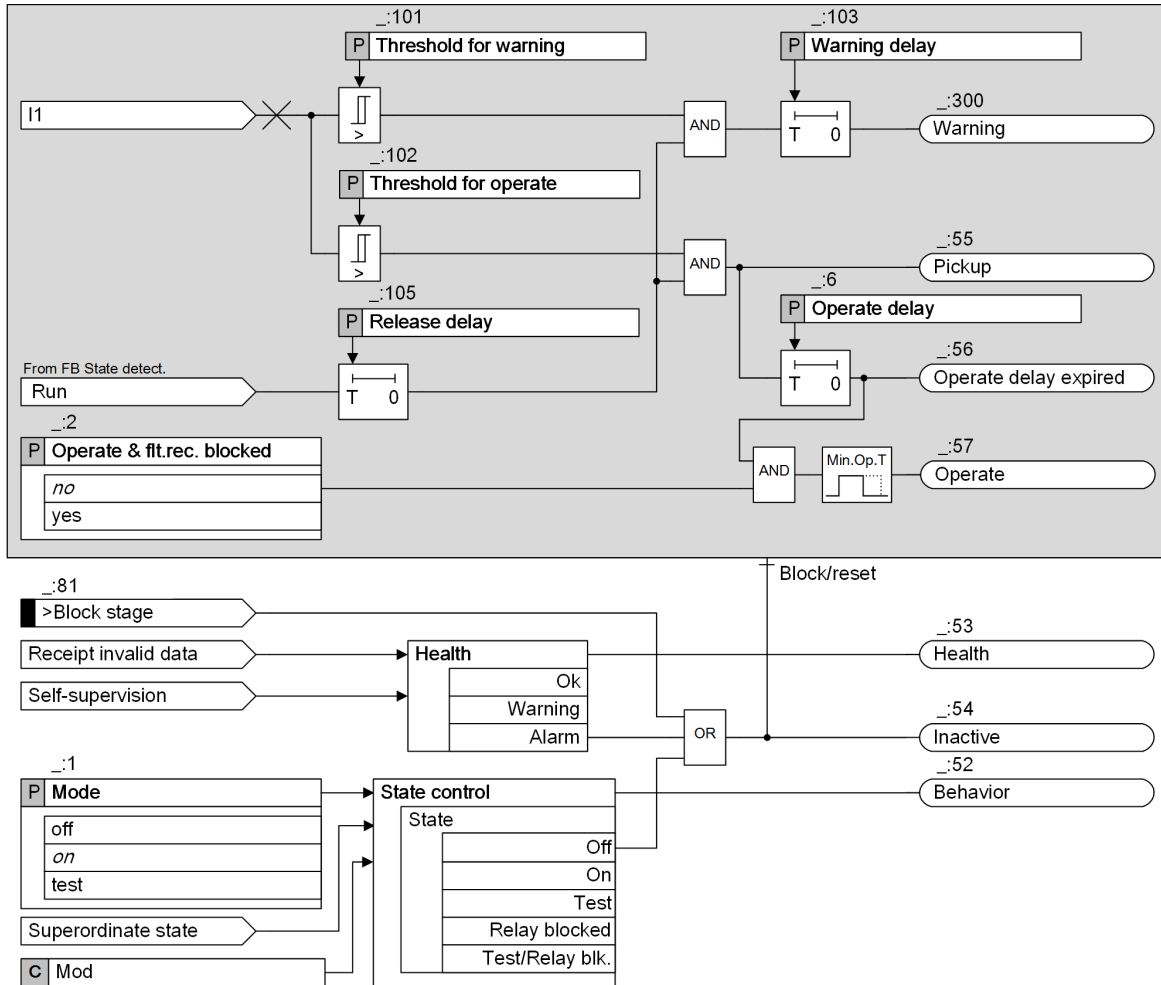 _:101
P Threshold for warning
_:103
P Warning delay
I1
>
AND
T 0
_:300
Warning
_:102
P Threshold for operate
>
AND
_:55
Pickup
_:105
P Release delay
_:6
P Operate delay
From FB State detect.
Run
T 0
T 0
_:56
Operate delay expired
_:2
P Operate & flt.rec. blocked
no
yes
AND
Min.Op.T
_:57
Operate
Block/reset
_:81
>Block stage
Receipt invalid data
Self-supervision
Health
Ok
Warning
Alarm
OR
_:53
Health
_:54
Inactive
_:1
P Mode
off
on
test
Superordinate state
C Mod
State control
State
Off
On
Test
Relay blocked
Test/Relay blk.
_:52
Behavior